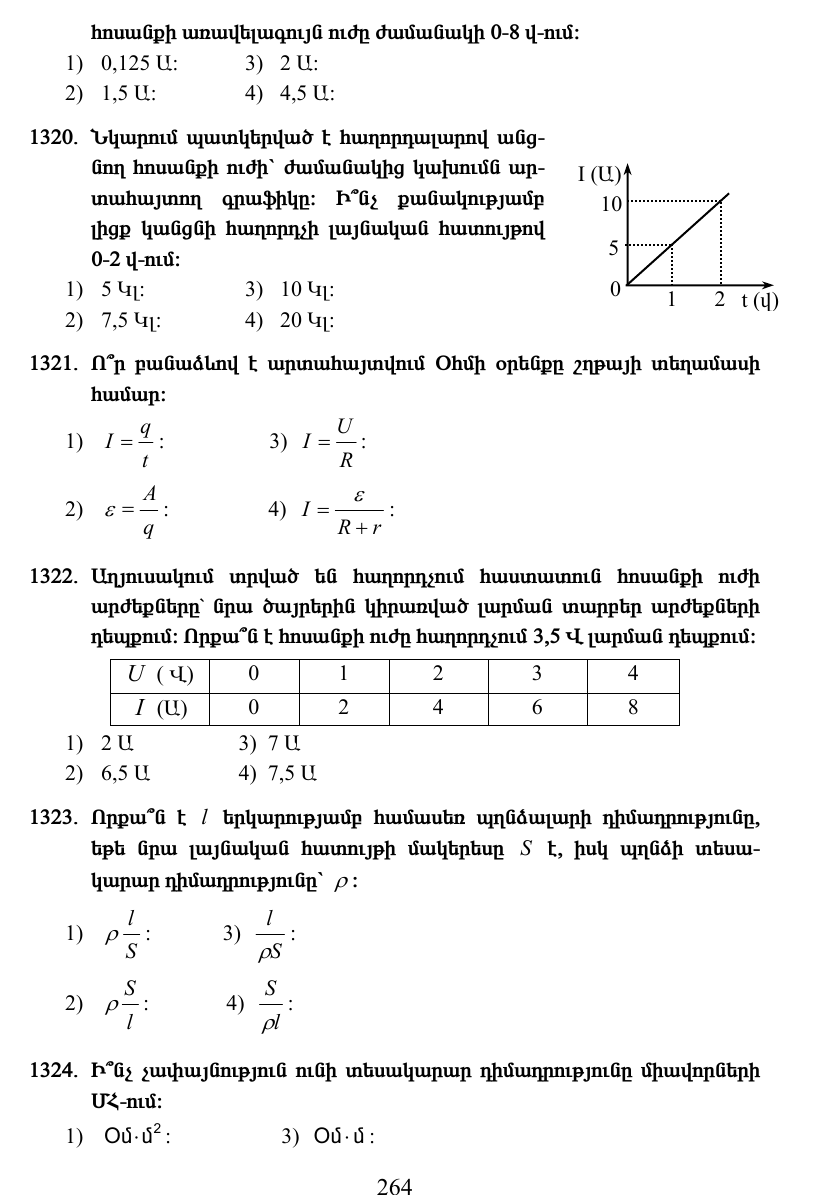 հոսանքի առավելագույն ուժը ժամանակի 0-8 վ-ում:
1) 0,125 Ա: 3) 2 Ա:
2) 1,5 Ա: 4) 4,5 Ա:
1320. Նկարում պատկերված է հաղորդալարով անց-
նող հոսանքի ուժի՝ ժամանակից կախումն ար-
տահայտող գրաֆիկը: Ի՞նչ քանակությամբ
լիցք կանցնի հաղորդչի լայնական հատույթով
0-2 վ-ում:
1) 5 Կլ: 3) 10 Կլ:
2) 7,5 Կլ: 4) 20 Կլ:
I (Ա)
10
5
0
1 2 t (վ)
1321. Ո՞ր բանաձևով է արտահայտվում Օհմի օրենքը շղթայի տեղամասի
համար:
1) I = q/t : 3) I = U/R :
2) ε = A/q : 4) I = ε/(R + r) :
1322. Աղյուսակում տրված են հաղորդչում հաստատուն հոսանքի ուժի
արժեքները՝ նրա ծայրերին կիրառված լարման տարբեր արժեքների
դեպքում: Որքա՞ն է հոսանքի ուժը հաղորդչում 3,5 Վ լարման դեպքում:
U ( Վ) 0 1 2 3 4
I (Ա) 0 2 4 6 8
1) 2 Ա 3) 7 Ա
2) 6,5 Ա 4) 7,5 Ա
1323. Որքա՞ն է l երկարությամբ համասեռ պղնձալարի դիմադրությունը,
եթե նրա լայնական հատույթի մակերեսը S է, իսկ պղնձի տեսա-
կարար դիմադրությունը՝ ρ :
1) ρ l/S : 3) l/ρS :
2) ρ S/l : 4) S/ρl :
1324. Ի՞նչ չափայնություն ունի տեսակարար դիմադրությունը միավորների
ՄՀ-ում:
1) Օմ·մ² : 3) Օմ·մ :
264